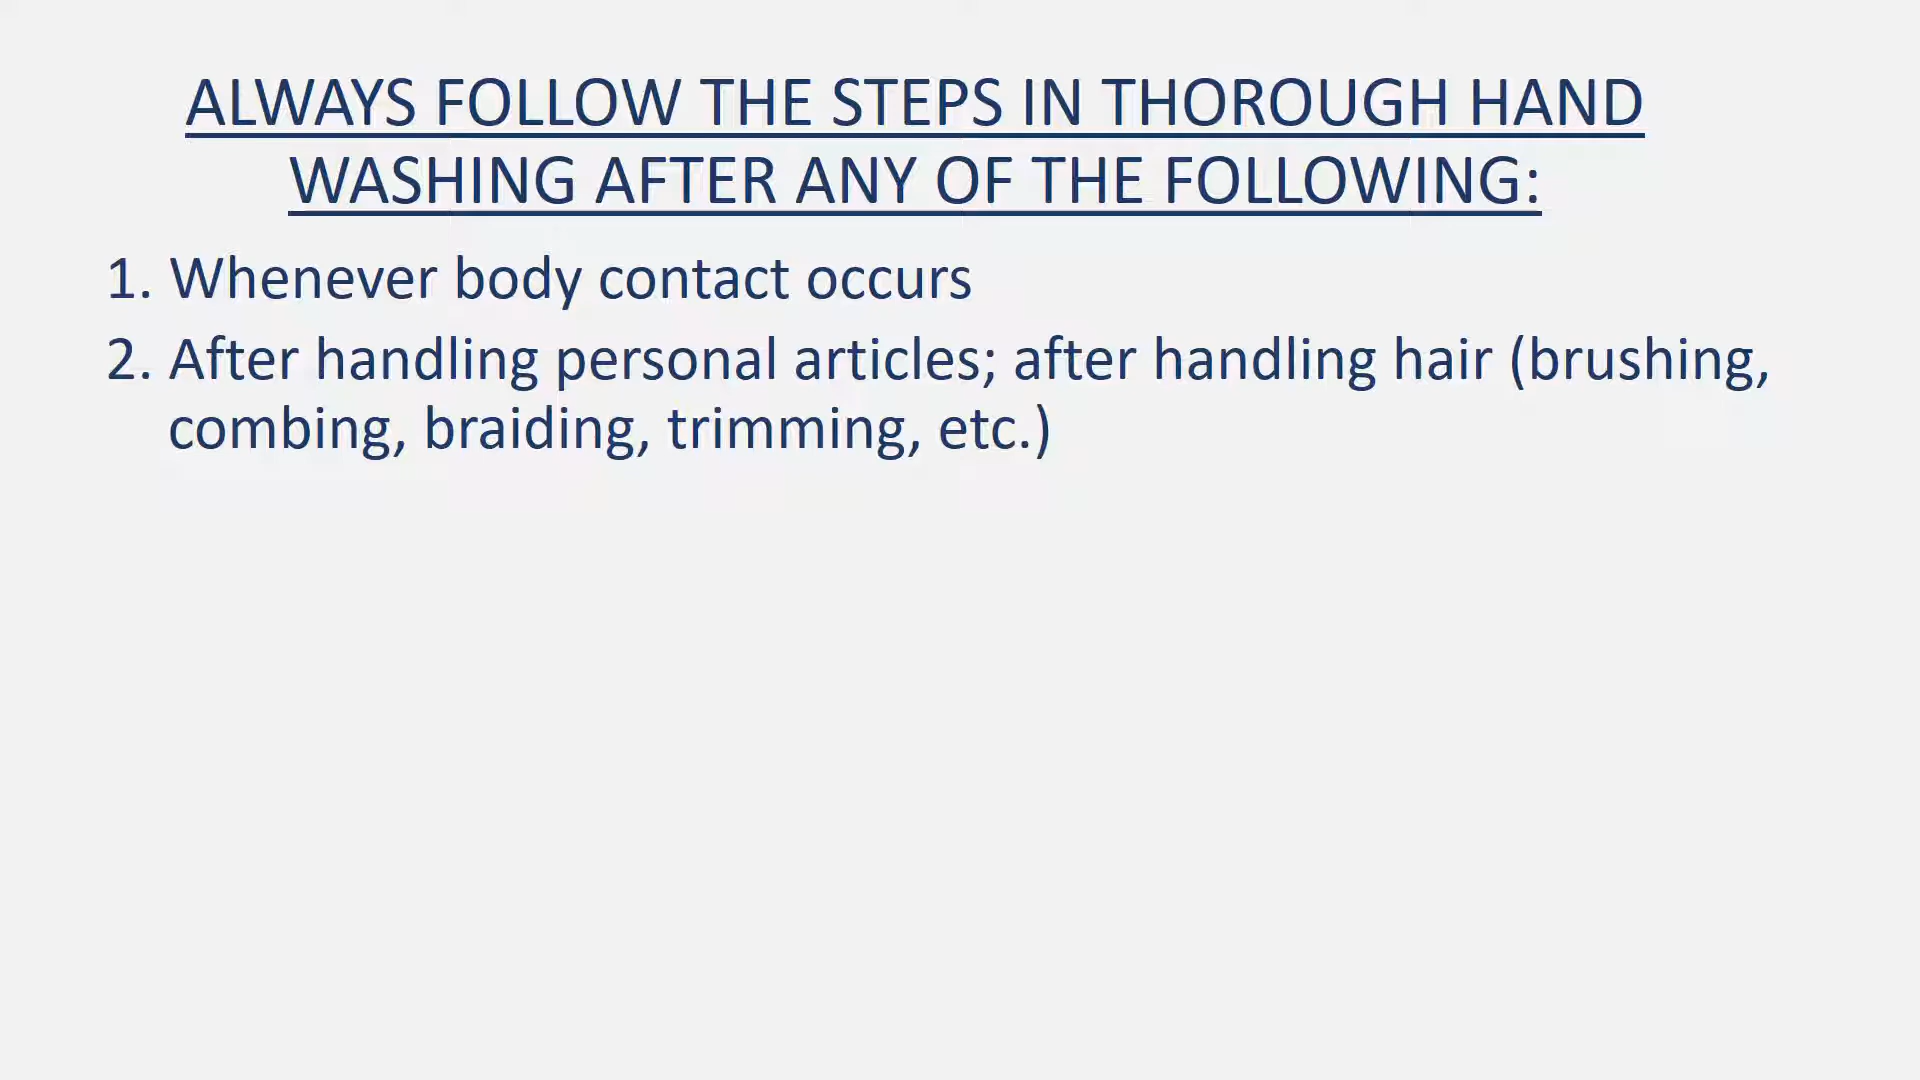 ALWAYS FOLLOW THE STEPS IN THOROUGH HAND
WASHING AFTER ANY OF THE FOLLOWING:
1. Whenever body contact occurs
2. After handling personal articles; after handling hair (brushing,
combing, braiding, trimming, etc.)